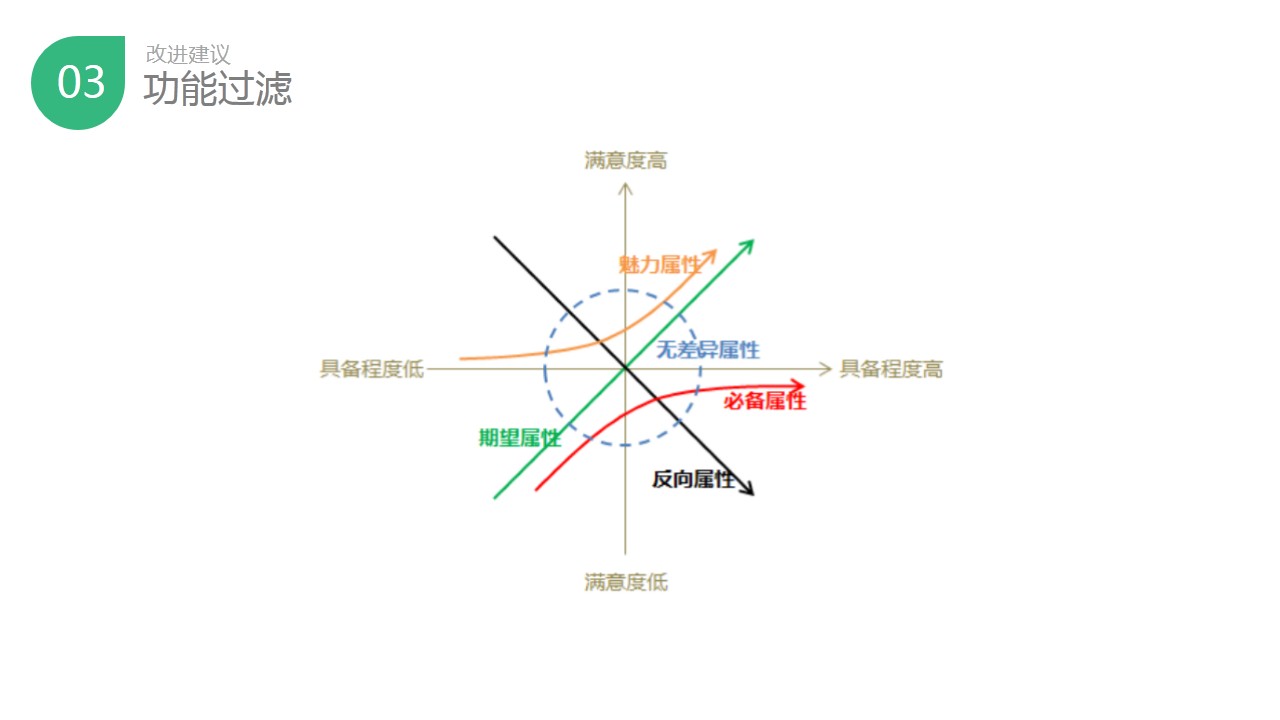 03
改进建议
功能过滤
满意度高
魅力属性
无差异属性
具备程度低
具备程度高
必备属性
期望属性
反向属性
满意度低